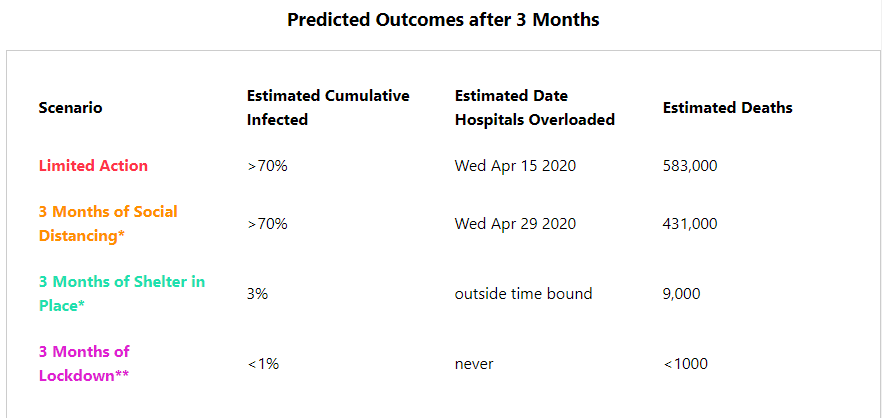 Predicted Outcomes after 3 Months
Scenario
Estimated Cumulative
Infected
Estimated Date
Hospitals Overloaded
Estimated Deaths
Limited Action
>70%
Wed Apr 15 2020
583,000
3 Months of Social
Distancing*
>70%
Wed Apr 29 2020
431,000
3 Months of Shelter in
Place*
3%
outside time bound
9,000
3 Months of
Lockdown**
<1%
never
<1000